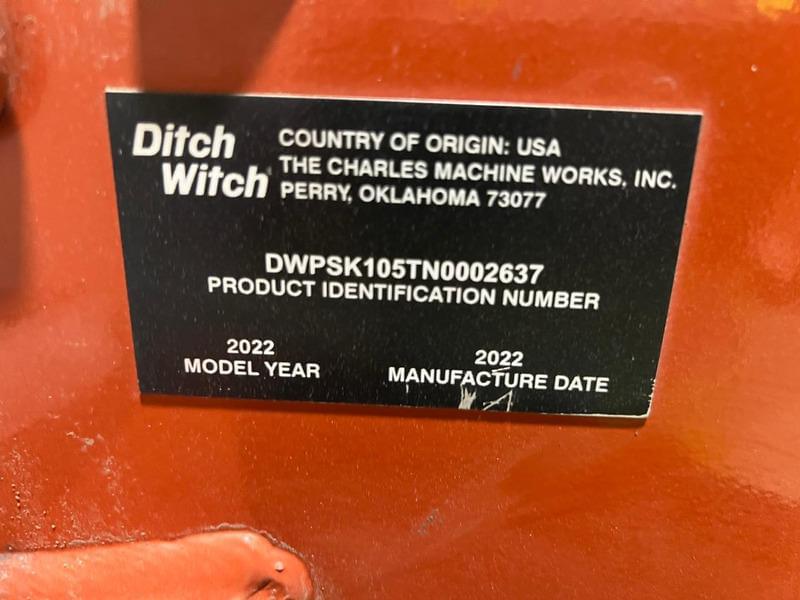 Ditch
Witch
COUNTRY OF ORIGIN: USA
THE CHARLES MACHINE WORKS, INC.
PERRY, OKLAHOMA 73077
DWPSK105TN0002637
PRODUCT IDENTIFICATION NUMBER
2022
MODEL YEAR
2022
MANUFACTURE DATE